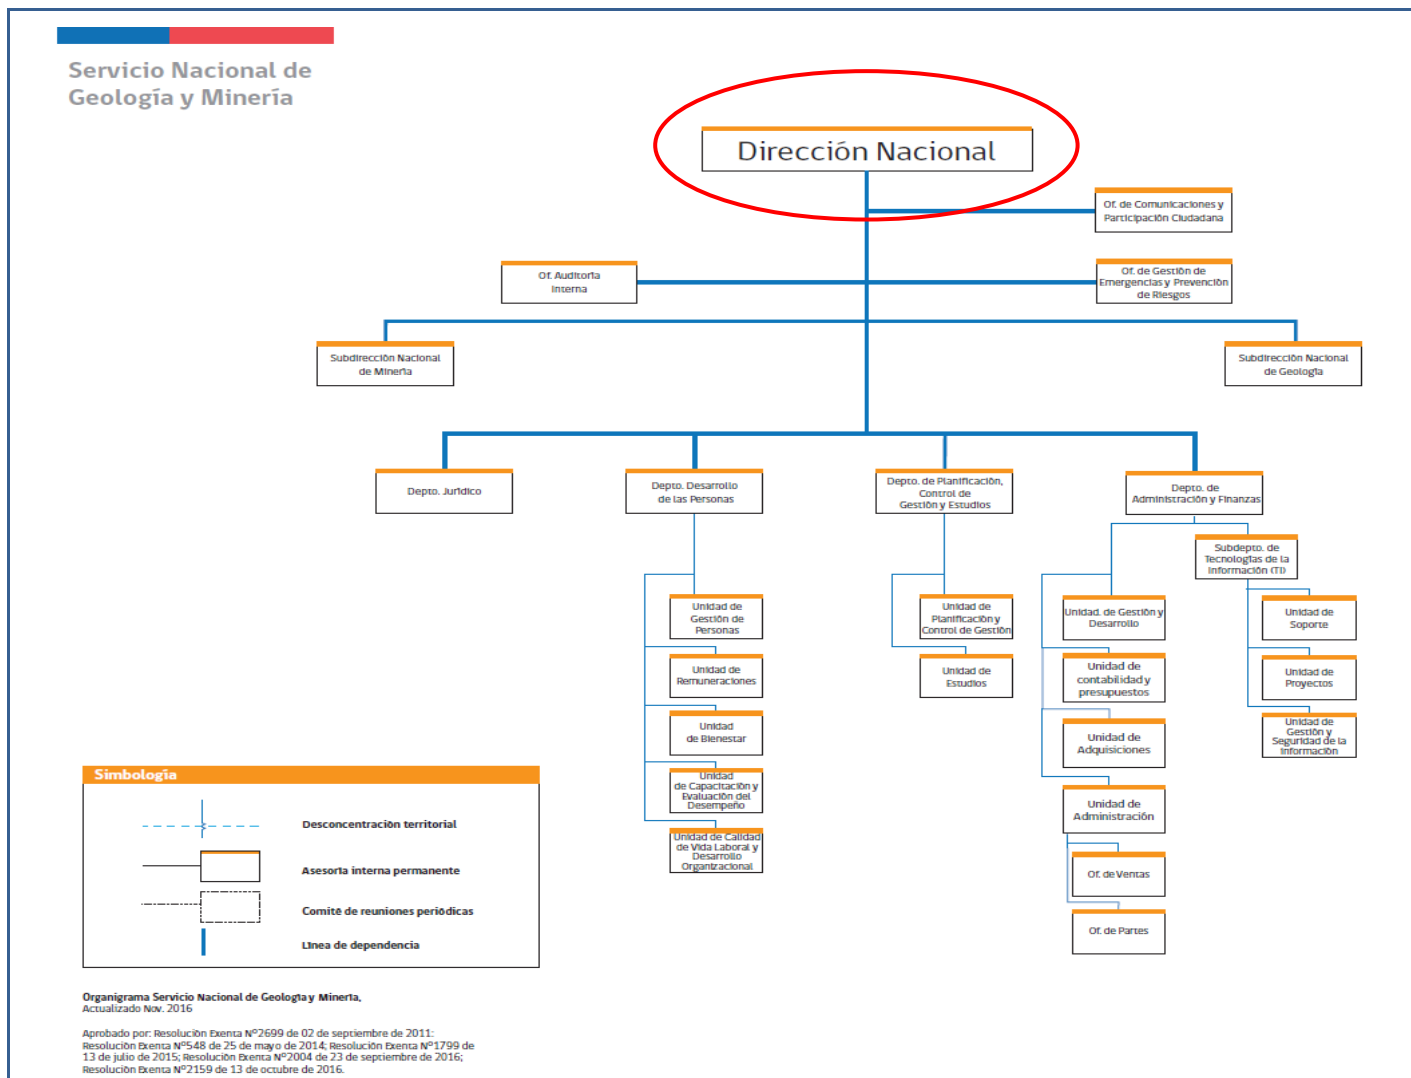 Servicio Nacional de
Geología y Minería
Dirección Nacional
Of. de Comunicaciones y
Participación Ciudadana
Of. Auditoría
Interna
Of. de Gestión de
Emergencias y Prevención
de Riesgos
Subdirección Nacional
de Minería
Subdirección Nacional
de Geología
Depto. Jurídico
Depto. Desarrollo
de las Personas
Depto. de Planificación,
Control de
Gestión y Estudios
Depto. de
Administración y Finanzas
Subdepto. de
Tecnologías de la
Información (TI)
Unidad de
Gestión de
Personas
Unidad de
Remuneraciones
Unidad
de Bienestar
Unidad
de Capacitación y
Evaluación del
Desempeño
Unidad de Calidad
de Vida Laboral y
Desarrollo
Organizacional
Unidad de
Planificación y
Control de Gestión
Unidad de
Estudios
Unidad. de Gestión y
Desarrollo
Unidad de
contabilidad y
presupuestos
Unidad de
Adquisiciones
Unidad de
Administración
Of. de Ventas
Of. de Partes
Unidad de
Soporte
Unidad de
Proyectos
Unidad de
Gestión y
Seguridad de la
Información
Simbología
Desconcentración territorial
Asesoría interna permanente
Comité de reuniones periódicas
Línea de dependencia
Organigrama Servicio Nacional de Geología y Minería,
Actualizado Nov. 2016
Aprobado por: Resolución Exenta Nº2699 de 02 de septiembre de 2011:
Resolución Exenta Nº548 de 25 de mayo de 2014; Resolución Exenta Nº1799 de
13 de julio de 2015; Resolución Exenta Nº2004 de 23 de septiembre de 2016;
Resolución Exenta Nº2159 de 13 de octubre de 2016.